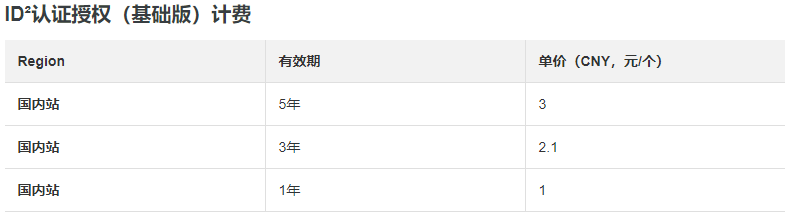 ID²认证授权（基础版）计费
Region 有效期 单价（CNY，元/个）
国内站 5年 3
国内站 3年 2.1
国内站 1年 1